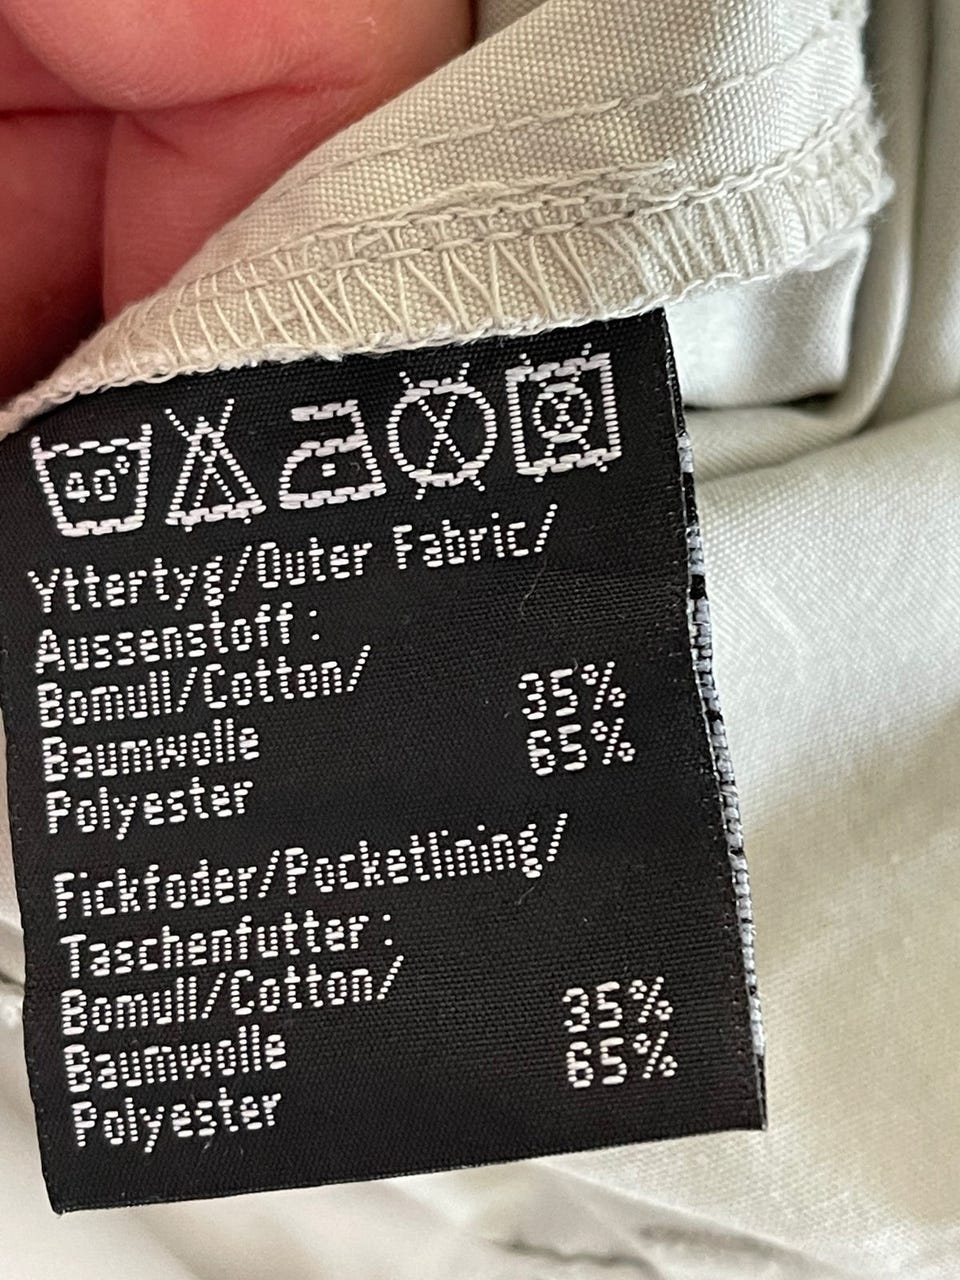 40°
Yttertyg/Outer Fabric/
Aussenstoff:
Bomull/Cotton/
Baumwolle 35%
Polyester 65%
Fickfoder/Pocketlining/
Taschenfutter:
Bomull/Cotton/
Baumwolle 35%
Polyester 65%